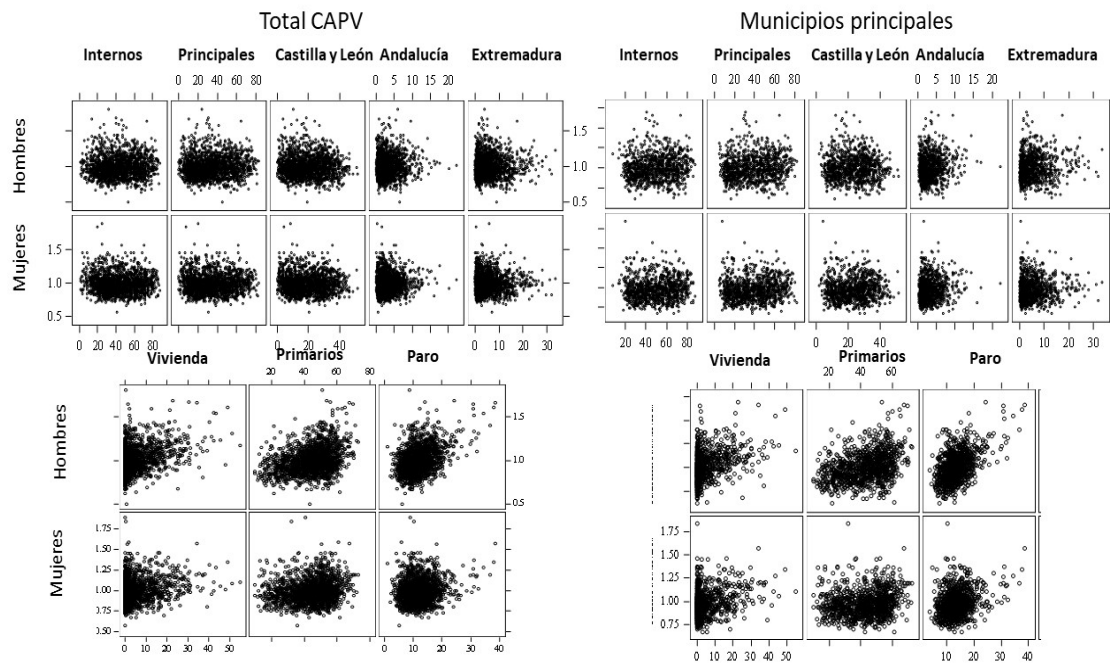 Total CAPV
Municipios principales
Internos Principales Castilla y León Andalucía Extremadura
Internos Principales Castilla y León Andalucía Extremadura
0 20 40 60 80 0 5 10 15 20
0 20 40 60 80 0 5 10 15 20
Hombres
1.5
1.0
0.5
Mujeres
1.5
1.0
0.5
0 20 40 60 80 0 20 40 0 10 20 30
20 40 60 80 0 20 40 0 10 20 30
Vivienda Primarios Paro
20 40 60 80
Vivienda Primarios Paro
20 40 60
Hombres
1.5
1.0
0.5
Mujeres
1.75
1.50
1.25
1.00
0.75
0.50
1.75
1.50
1.25
1.00
0.75
0 10 20 30 40 50 0 10 20 30 40
0 10 20 30 40 50 0 10 20 30 40